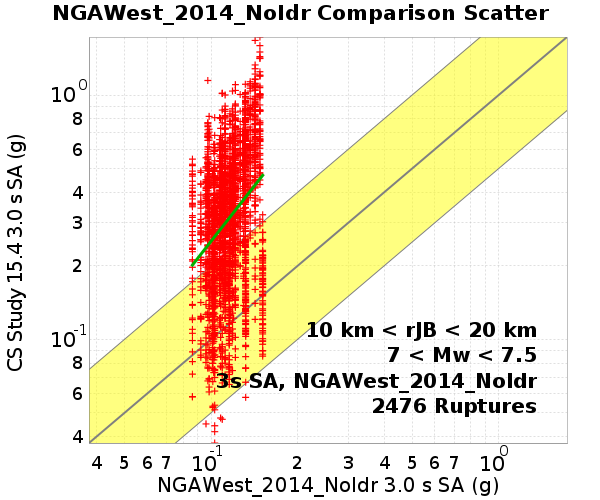 NGAWest_2014_NoIdr Comparison Scatter
CS Study 15.4 3.0 s SA (g)
10⁰
8
6
4
3
2
10⁻¹
8
6
4
10 km < rJB < 20 km
7 < Mw < 7.5
3s SA, NGAWest_2014_NoIdr
2476 Ruptures
4 5 6 7 10⁻¹ 2 3 4 5 6 7 10⁰
NGAWest_2014_NoIdr 3.0 s SA (g)